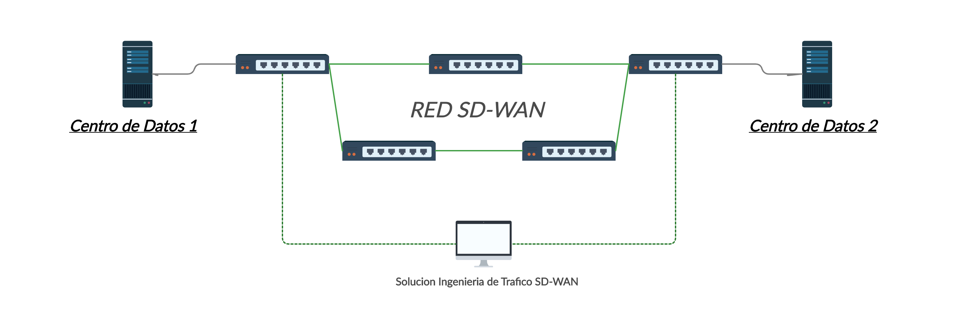 RED SD-WAN
Centro de Datos 1
Centro de Datos 2
Solucion Ingenieria de Trafico SD-WAN